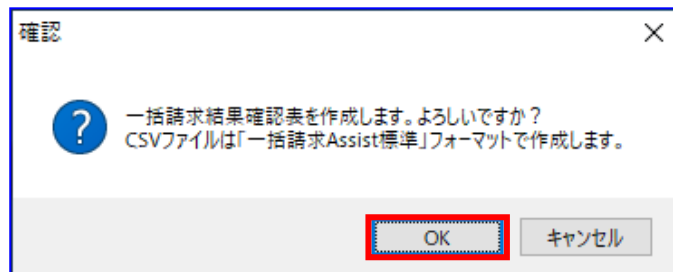 確認
一括請求結果確認表を作成します。よろしいですか？
CSVファイルは「一括請求Assist標準」フォーマットで作成します。
OK
キャンセル